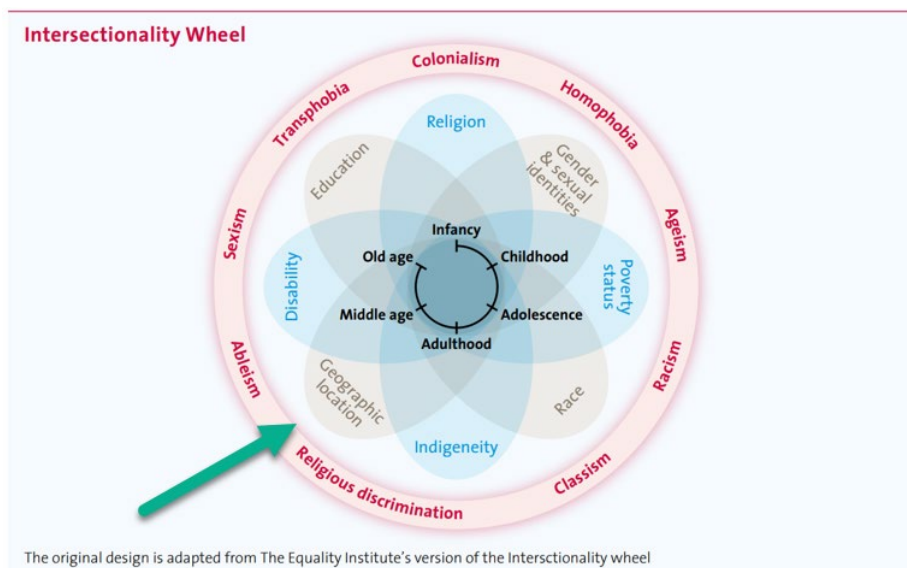 Intersectionality Wheel
Colonialism
Homophobia
Ageism
Racism
Classism
Religious discrimination
Ableism
Sexism
Transphobia
Religion
Gender
& sexual
identities
Poverty
status
Race
Indigeneity
Geographic
location
Disability
Education
Infancy
Childhood
Adolescence
Adulthood
Middle age
Old age
The original design is adapted from The Equality Institute’s version of the Intersctionality wheel